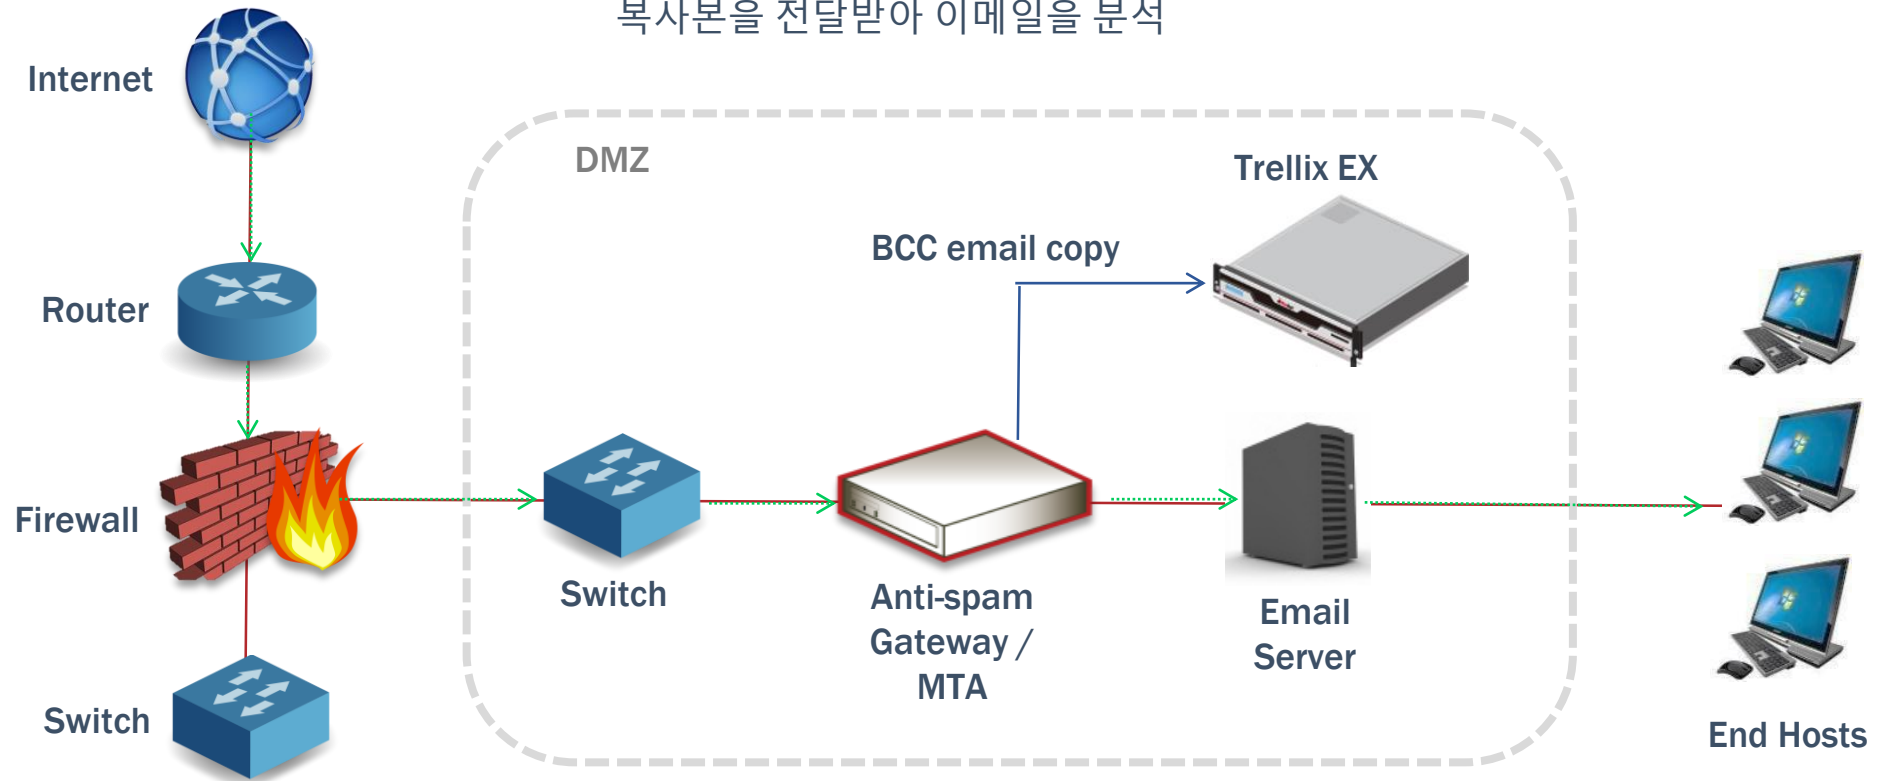 복사본을 전달받아 이메일을 분석
Internet
DMZ
Trellix EX
BCC email copy
Router
Firewall
Switch
Anti-spam
Gateway /
MTA
Email
Server
Switch
End Hosts